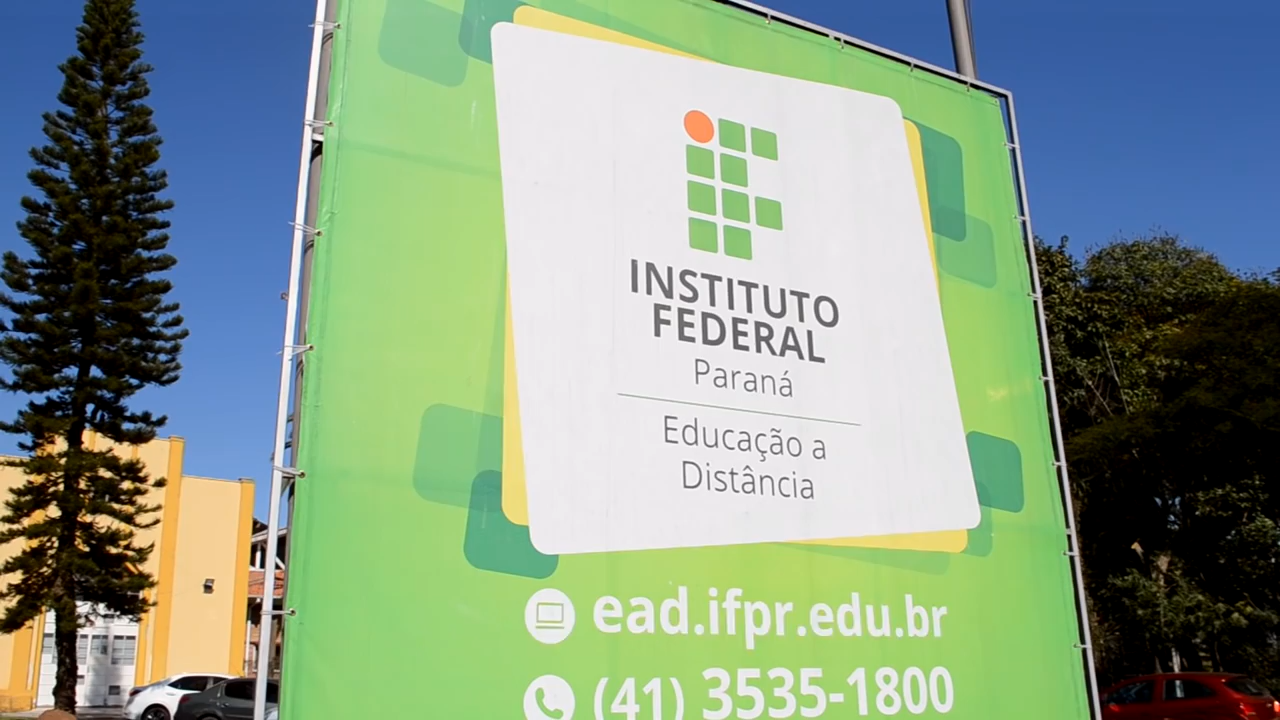 INSTITUTO
FEDERAL
Paraná
Educação a
Distância
ead.ifpr.edu.br
(41) 3535-1800